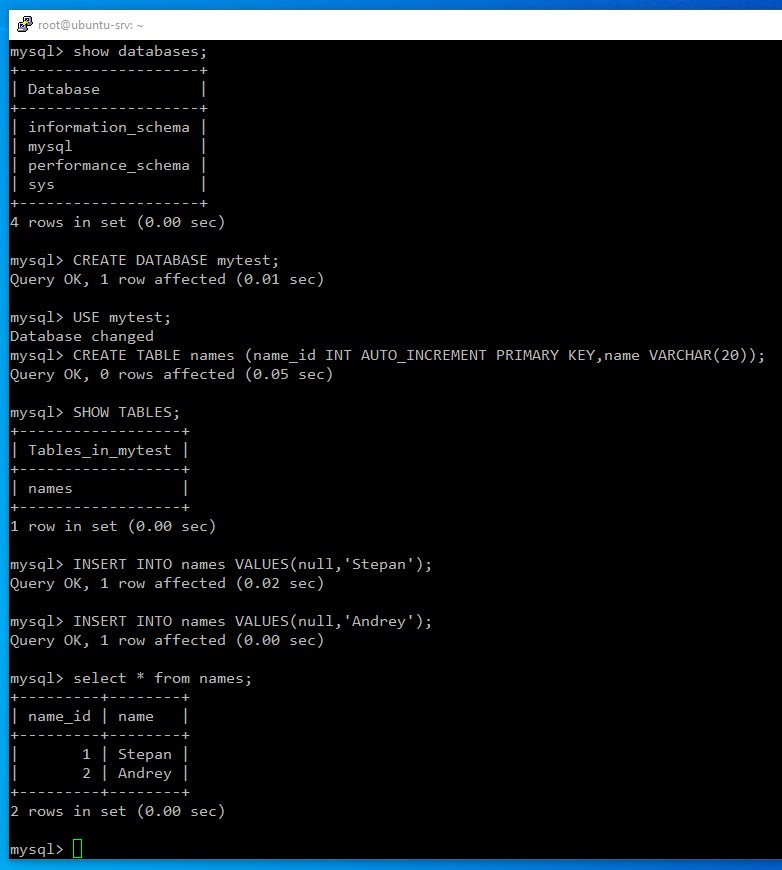 root@ubuntu-srv: ~
mysql> show databases;
+--------------------+
| Database           |
+--------------------+
| information_schema |
| mysql              |
| performance_schema |
| sys                |
+--------------------+
4 rows in set (0.00 sec)
mysql> CREATE DATABASE mytest;
Query OK, 1 row affected (0.01 sec)
mysql> USE mytest;
Database changed
mysql> CREATE TABLE names (name_id INT AUTO_INCREMENT PRIMARY KEY,name VARCHAR(20));
Query OK, 0 rows affected (0.05 sec)
mysql> SHOW TABLES;
+------------------+
| Tables_in_mytest |
+------------------+
| names            |
+------------------+
1 row in set (0.00 sec)
mysql> INSERT INTO names VALUES(null,'Stepan');
Query OK, 1 row affected (0.02 sec)
mysql> INSERT INTO names VALUES(null,'Andrey');
Query OK, 1 row affected (0.00 sec)
mysql> select * from names;
+---------+--------+
| name_id | name   |
+---------+--------+
|       1 | Stepan |
|       2 | Andrey |
+---------+--------+
2 rows in set (0.00 sec)
mysql>